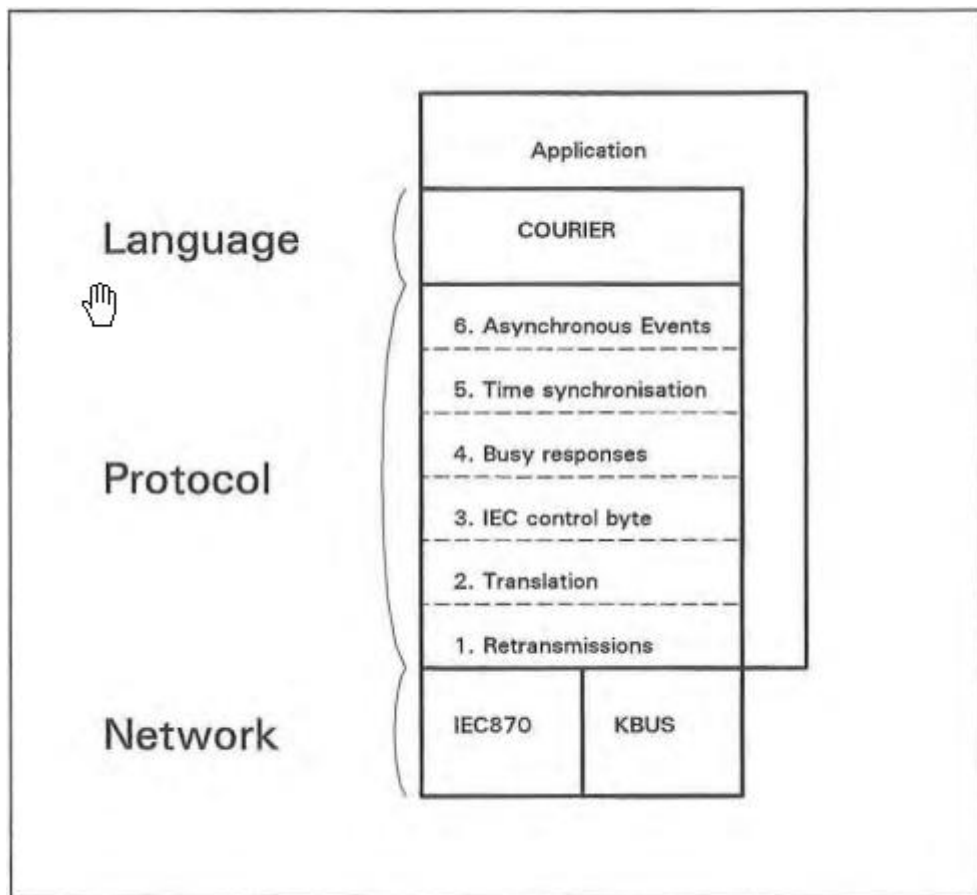 Application
Language
COURIER
6. Asynchronous Events
5. Time synchronisation
4. Busy responses
Protocol
3. IEC control byte
2. Translation
1. Retransmissions
Network
IEC870
KBUS